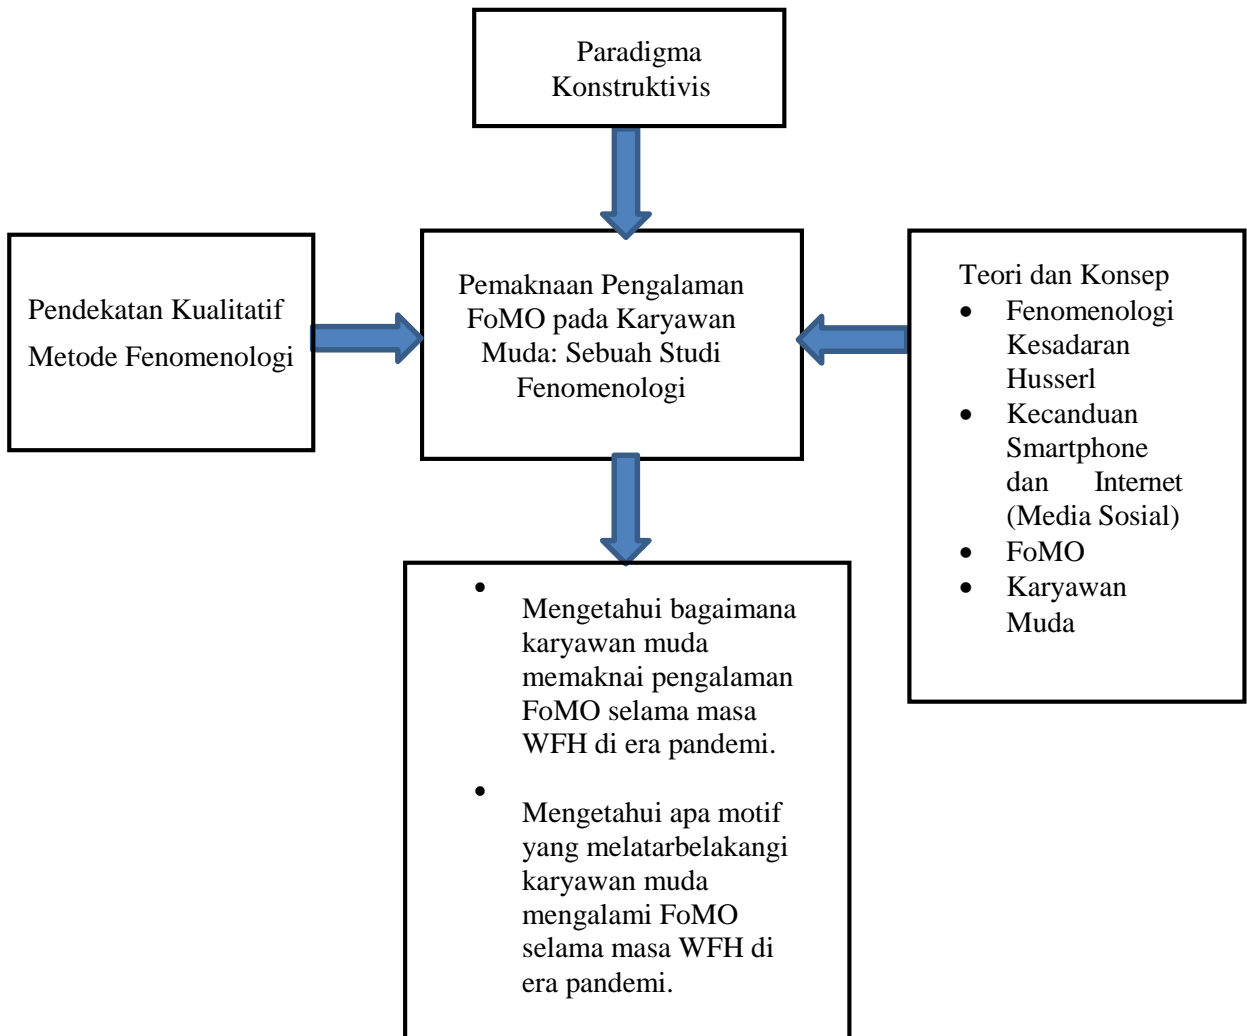 Paradigma
Konstruktivis
Pendekatan Kualitatif
Metode Fenomenologi
Pemaknaan Pengalaman
FoMO pada Karyawan
Muda: Sebuah Studi
Fenomenologi
Teori dan Konsep
• Fenomenologi
Kesadaran
Husserl
• Kecanduan
Smartphone
dan Internet
(Media Sosial)
• FoMO
• Karyawan
Muda
• Mengetahui bagaimana
karyawan muda
memaknai pengalaman
FoMO selama masa
WFH di era pandemi.
• Mengetahui apa motif
yang melatarbelakangi
karyawan muda
mengalami FoMO
selama masa WFH di
era pandemi.